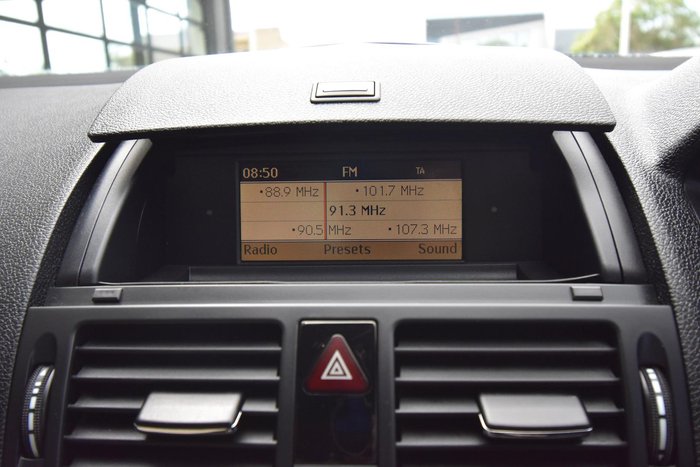 08:50 FM TA
•88.9 MHz •101.7 MHz
91.3 MHz
•90.5 MHz •107.3 MHz
Radio Presets Sound